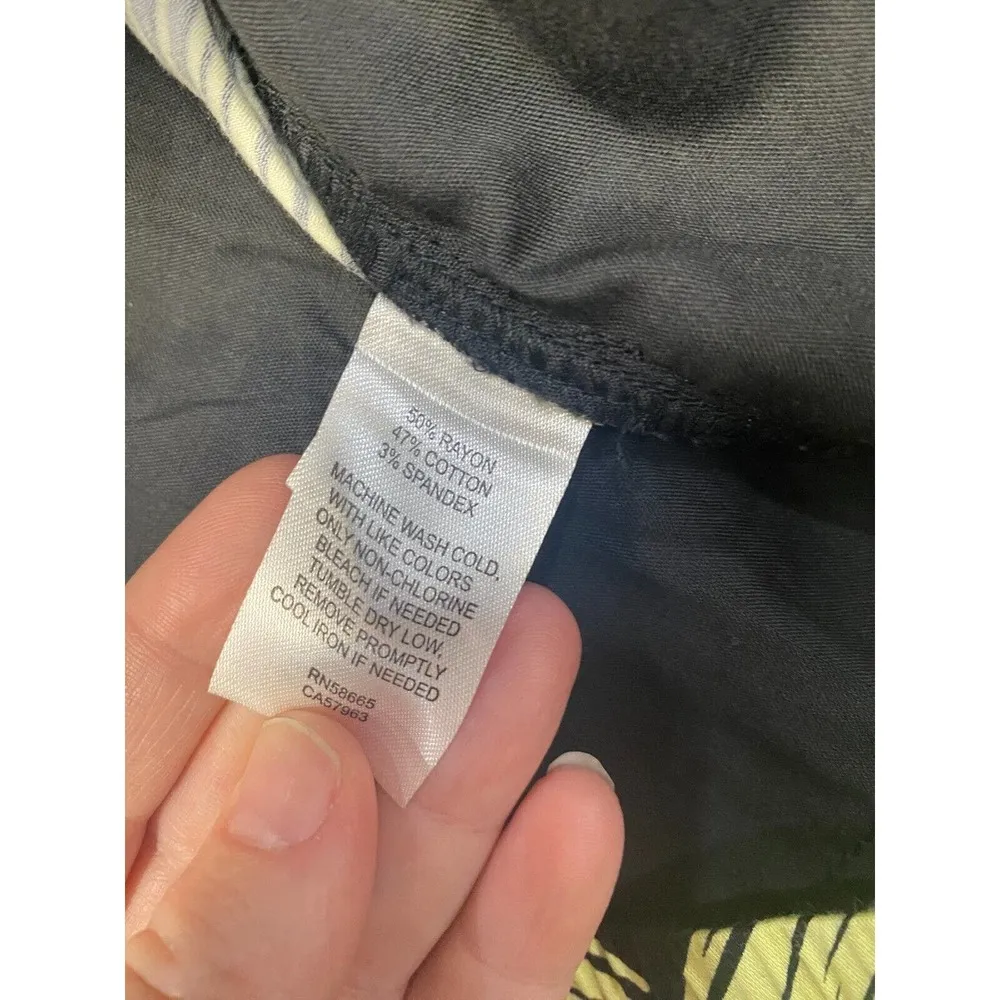 50% RAYON
47% COTTON
3% SPANDEX
MACHINE WASH COLD.
WITH LIKE COLORS
ONLY NON-CHLORINE
BLEACH IF NEEDED
TUMBLE DRY LOW.
REMOVE PROMPTLY
COOL IRON IF NEEDED
RN58665
CA57963